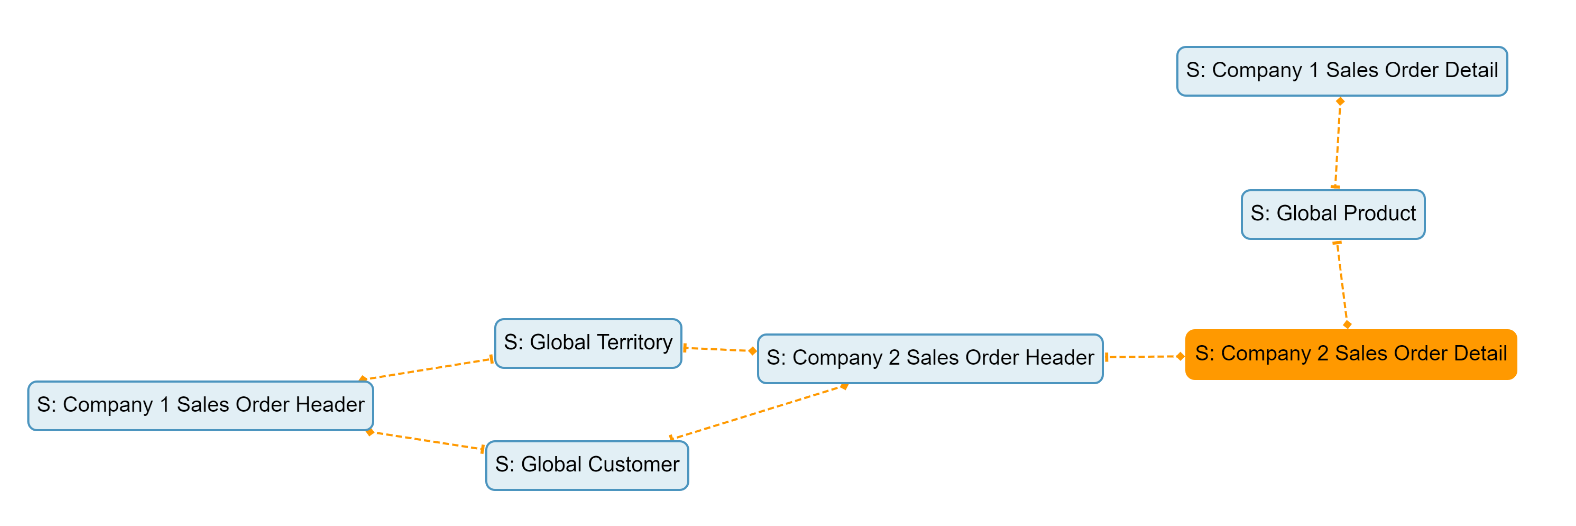 S: Company 1 Sales Order Detail
S: Global Product
S: Global Territory
S: Company 2 Sales Order Header
S: Company 2 Sales Order Detail
S: Company 1 Sales Order Header
S: Global Customer